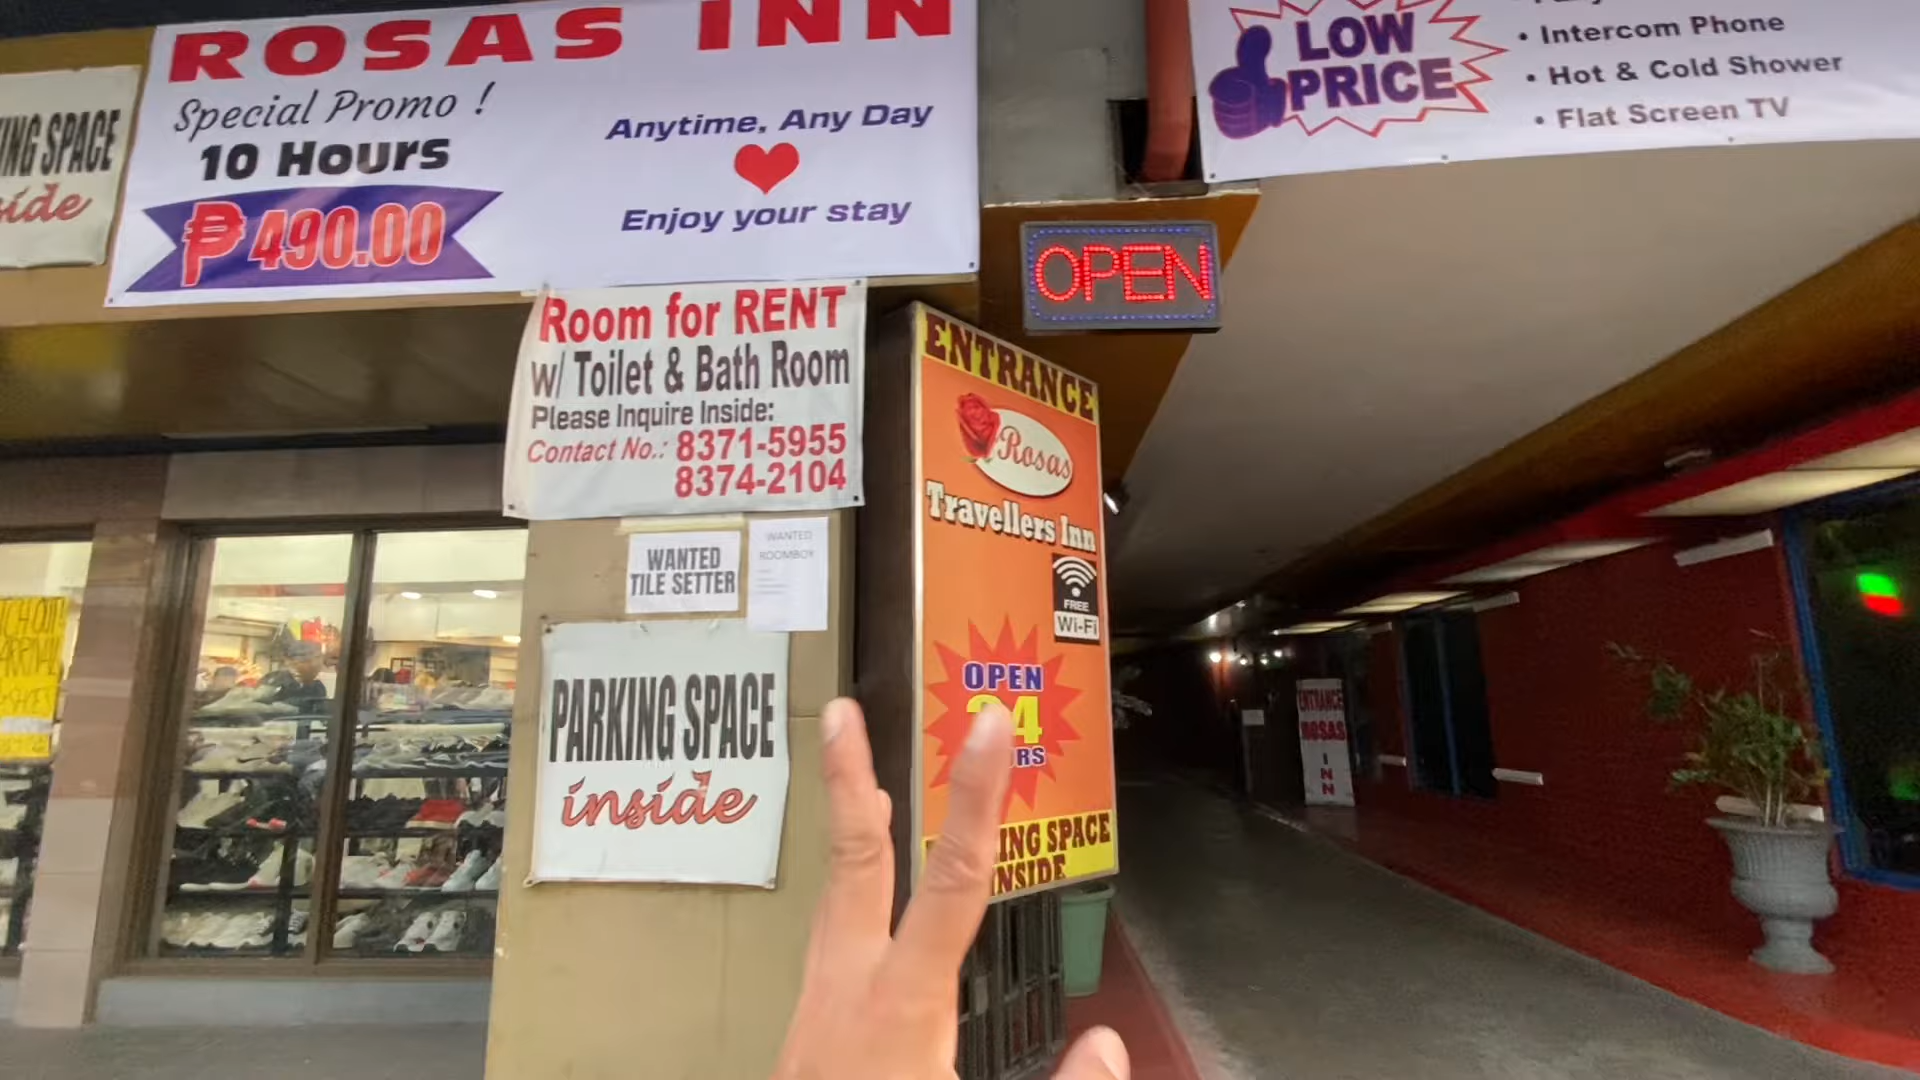 ROSAS INN
Special Promo !
10 HOURS
₱490.00
Anytime, Any Day
Enjoy your stay
SPACE
LOW
PRICE
• Intercom Phone
• Hot & Cold Shower
• Flat Screen TV
OPEN
Room for RENT
w/ Toilet & Bath Room
Please Inquire Inside:
Contact No.: 8371-5955
8374-2104
WANTED
TILE SETTER
WANTED
ROOMBOY
PARKING SPACE
inside
ENTRANCE
Rosas
Travellers Inn
FREE
Wi-Fi
OPEN
SPACE
INSIDE
ENTRANCE
ROSAS
INN